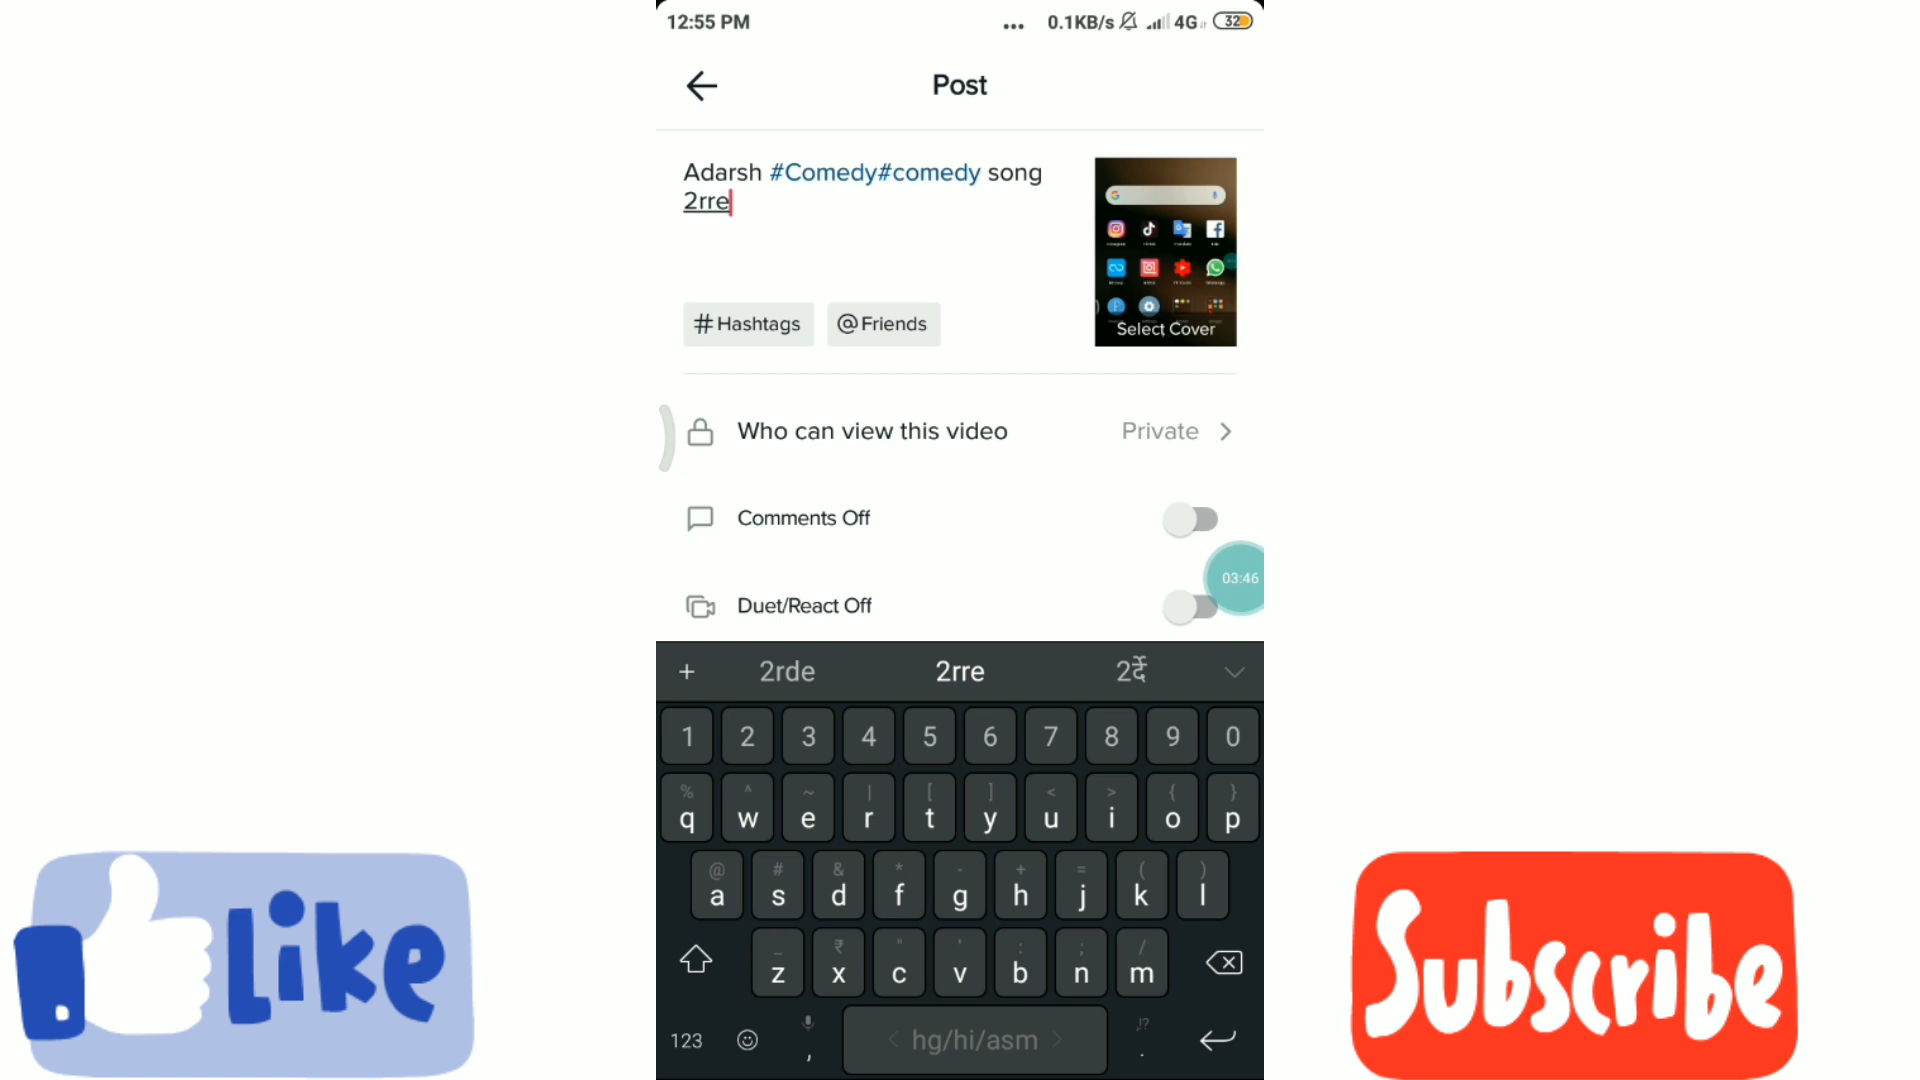 12:55 PM
... 0.1KB/s 4G 32
Post
Adarsh #Comedy#comedy song
2rre
Select Cover
# Hashtags
@ Friends
Who can view this video
Private
Comments Off
03:46
Duet/React Off
+ 2rde 2rre 2र्दे
1 2 3 4 5 6 7 8 9 0
% ^ ~ | [ ] < > { }
q w e r t y u i o p
@ # & * - + = ( )
a s d f g h j k l
_ ₹ " ' : ; /
z x c v b n m
!?
123 , < hg/hi/asm > .
Like
Subscribe